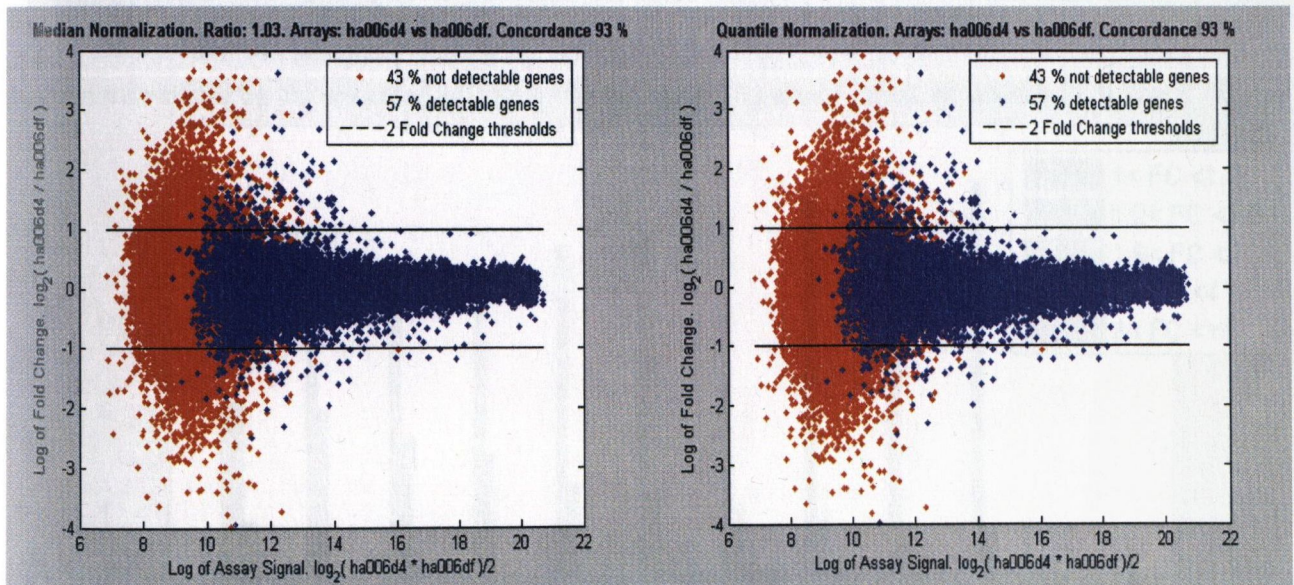 Median Normalization. Ratio: 1.03. Arrays: ha006d4 vs ha006df. Concordance 93 %
4
3
2
1
0
-1
-2
-3
-4
Log of Fold Change. log2( ha006d4 / ha006df )
43 % not detectable genes
57 % detectable genes
2 Fold Change thresholds
6 8 10 12 14 16 18 20 22
Log of Assay Signal. log2( ha006d4 * ha006df )/2
Quantile Normalization. Arrays: ha006d4 vs ha006df. Concordance 93 %
4
3
2
1
0
-1
-2
-3
-4
Log of Fold Change. log2( ha006d4 / ha006df )
43 % not detectable genes
57 % detectable genes
2 Fold Change thresholds
6 8 10 12 14 16 18 20 22
Log of Assay Signal. log2( ha006d4 * ha006df )/2